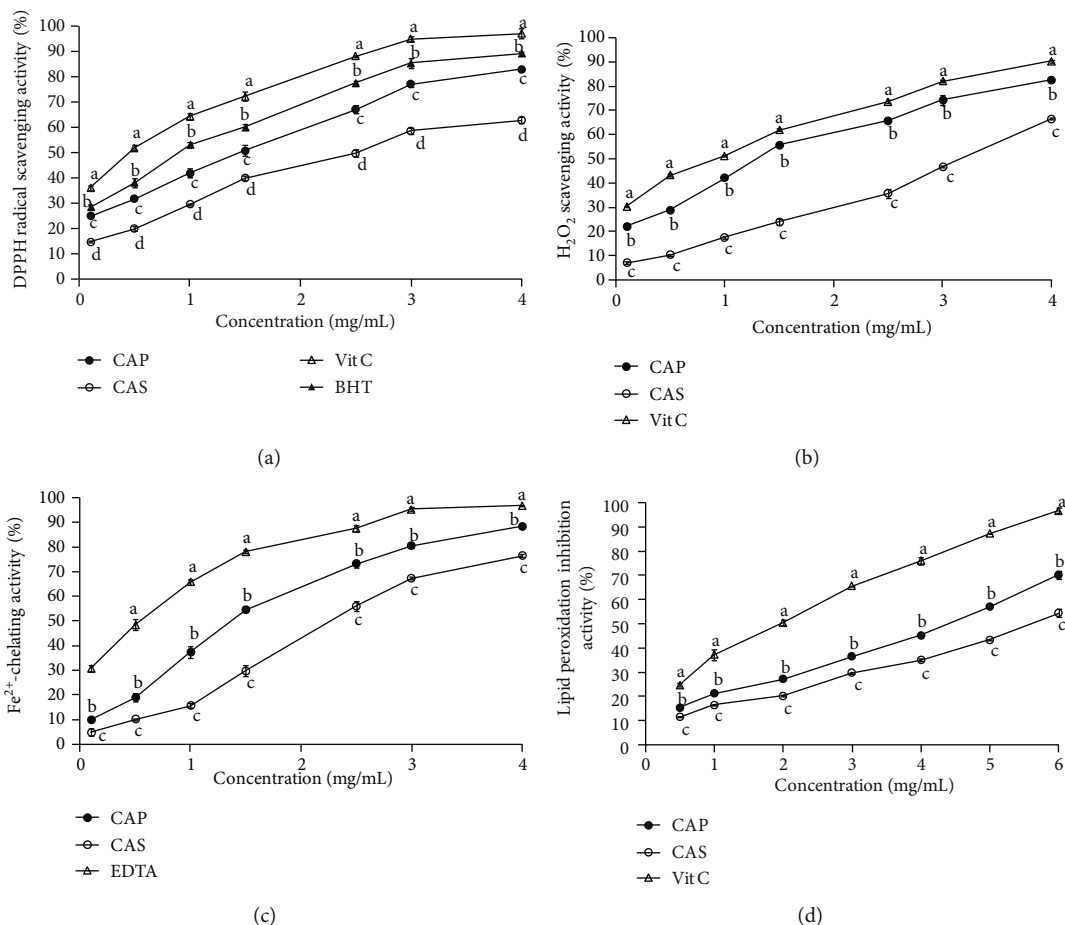 DPPH radical scavenging activity (%)
100
90
80
70
60
50
40
30
20
10
0
a a a a a a a
b b b b b b b
c c c c c c c
d d d d d d d
0 1 2 3 4
Concentration (mg/mL)
CAP
CAS
Vit C
BHT
(a)
H2O2 scavenging activity (%)
100
90
80
70
60
50
40
30
20
10
0
a a a a a a a
b b b b b b b
c c c c c c c
0 1 2 3 4
Concentration (mg/mL)
CAP
CAS
Vit C
(b)
Fe2+-chelating activity (%)
100
90
80
70
60
50
40
30
20
10
0
a a a a a a
b b b b b b b
c c c c c c c
0 1 2 3 4
Concentration (mg/mL)
CAP
CAS
EDTA
(c)
Lipid peroxidation inhibition
activity (%)
100
90
80
70
60
50
40
30
20
10
0
a a a a a a a
b b b b b b b
c c c c c c c
0 1 2 3 4 5 6
Concentration (mg/mL)
CAP
CAS
Vit C
(d)